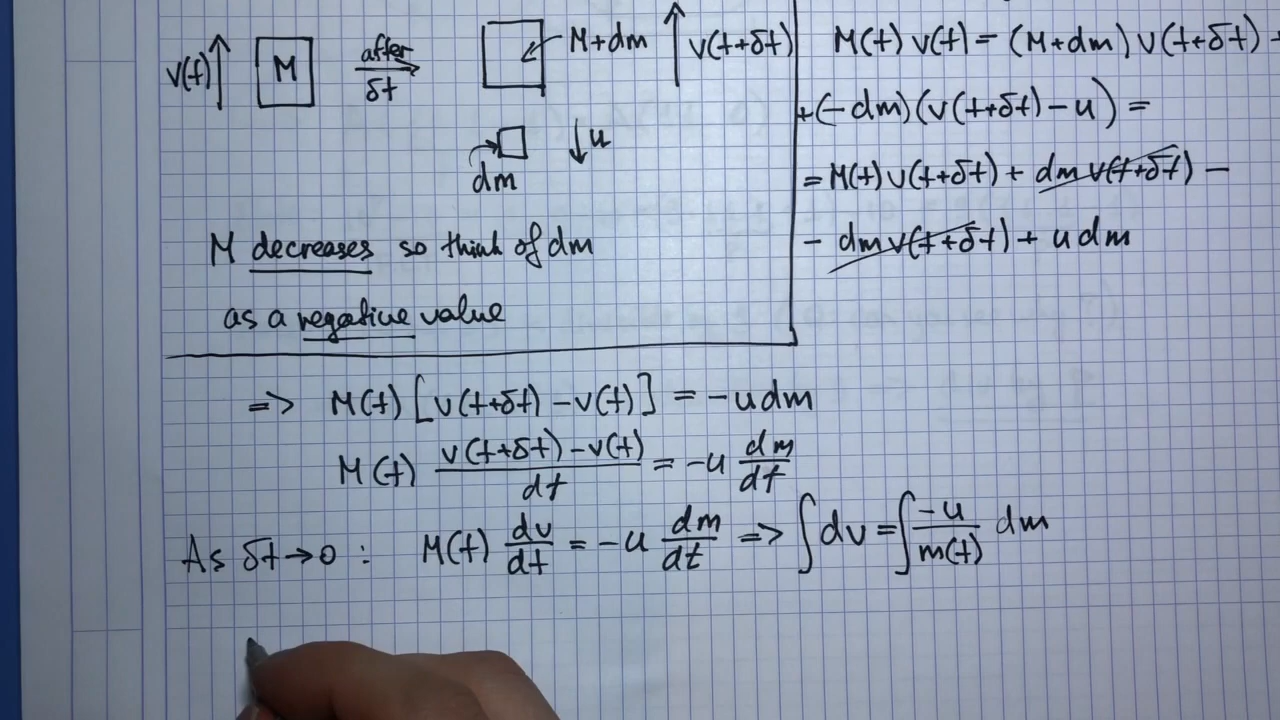 v(t) M after δt M+dm v(t+δt)
dm u
M decreases so think of dm
as a negative value
M(t) v(t) = (M+dm) v(t+δt) +
+(-dm)(v(t+δt) - u) =
= M(t) v(t+δt) + dm v(t+δt) -
- dm v(t+δt) + u dm
=> M(t) [v(t+δt) - v(t)] = -u dm
M(t) (v(t+δt) - v(t))/dt = -u dm/dt
As δt→0 : M(t) dv/dt = -u dm/dt => ∫ dv = ∫ -u/m(t) dm